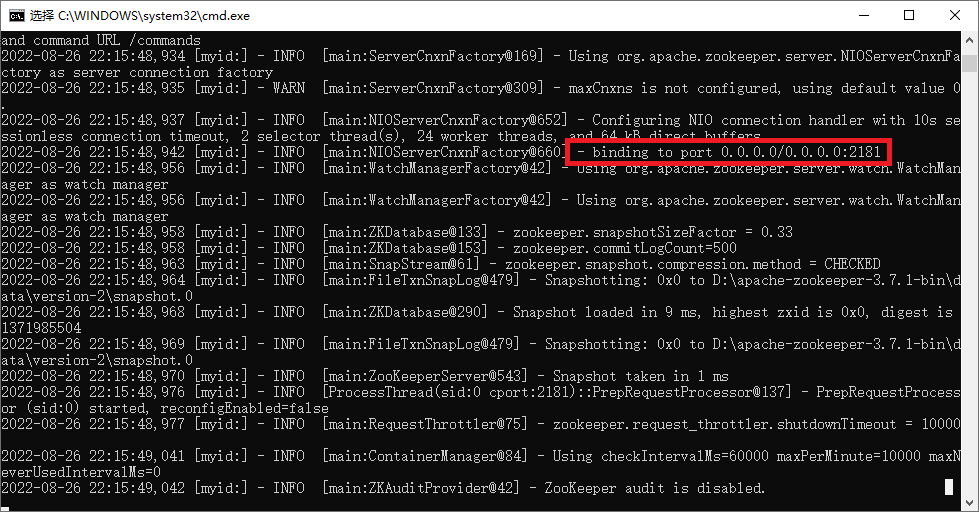 选择 C:\WINDOWS\system32\cmd.exe
and command URL /commands
2022-08-26 22:15:48,934 [myid:] - INFO  [main:ServerCnxnFactory@169] - Using org.apache.zookeeper.server.NIOServerCnxnFa
ctory as server connection factory
2022-08-26 22:15:48,935 [myid:] - WARN  [main:ServerCnxnFactory@309] - maxCnxns is not configured, using default value 0
.
2022-08-26 22:15:48,937 [myid:] - INFO  [main:NIOServerCnxnFactory@652] - Configuring NIO connection handler with 10s se
ssionless connection timeout, 2 selector thread(s), 24 worker threads, and 64 kB direct buffers.
2022-08-26 22:15:48,942 [myid:] - INFO  [main:NIOServerCnxnFactory@660] - binding to port 0.0.0.0/0.0.0.0:2181
2022-08-26 22:15:48,956 [myid:] - INFO  [main:WatchManagerFactory@42] - Using org.apache.zookeeper.server.watch.WatchMan
ager as watch manager
2022-08-26 22:15:48,956 [myid:] - INFO  [main:WatchManagerFactory@42] - Using org.apache.zookeeper.server.watch.WatchMan
ager as watch manager
2022-08-26 22:15:48,958 [myid:] - INFO  [main:ZKDatabase@133] - zookeeper.snapshotSizeFactor = 0.33
2022-08-26 22:15:48,958 [myid:] - INFO  [main:ZKDatabase@153] - zookeeper.commitLogCount=500
2022-08-26 22:15:48,963 [myid:] - INFO  [main:SnapStream@61] - zookeeper.snapshot.compression.method = CHECKED
2022-08-26 22:15:48,964 [myid:] - INFO  [main:FileTxnSnapLog@479] - Snapshotting: 0x0 to D:\apache-zookeeper-3.7.1-bin\d
ata\version-2\snapshot.0
2022-08-26 22:15:48,968 [myid:] - INFO  [main:ZKDatabase@290] - Snapshot loaded in 9 ms, highest zxid is 0x0, digest is
1371985504
2022-08-26 22:15:48,969 [myid:] - INFO  [main:FileTxnSnapLog@479] - Snapshotting: 0x0 to D:\apache-zookeeper-3.7.1-bin\d
ata\version-2\snapshot.0
2022-08-26 22:15:48,970 [myid:] - INFO  [main:ZooKeeperServer@543] - Snapshot taken in 1 ms
2022-08-26 22:15:48,976 [myid:] - INFO  [ProcessThread(sid:0 cport:2181)::PrepRequestProcessor@137] - PrepRequestProcess
or (sid:0) started, reconfigEnabled=false
2022-08-26 22:15:48,977 [myid:] - INFO  [main:RequestThrottler@75] - zookeeper.request_throttler.shutdownTimeout = 10000
2022-08-26 22:15:49,041 [myid:] - INFO  [main:ContainerManager@84] - Using checkIntervalMs=60000 maxPerMinute=10000 maxN
everUsedIntervalMs=0
2022-08-26 22:15:49,042 [myid:] - INFO  [main:ZKAuditProvider@42] - ZooKeeper audit is disabled.